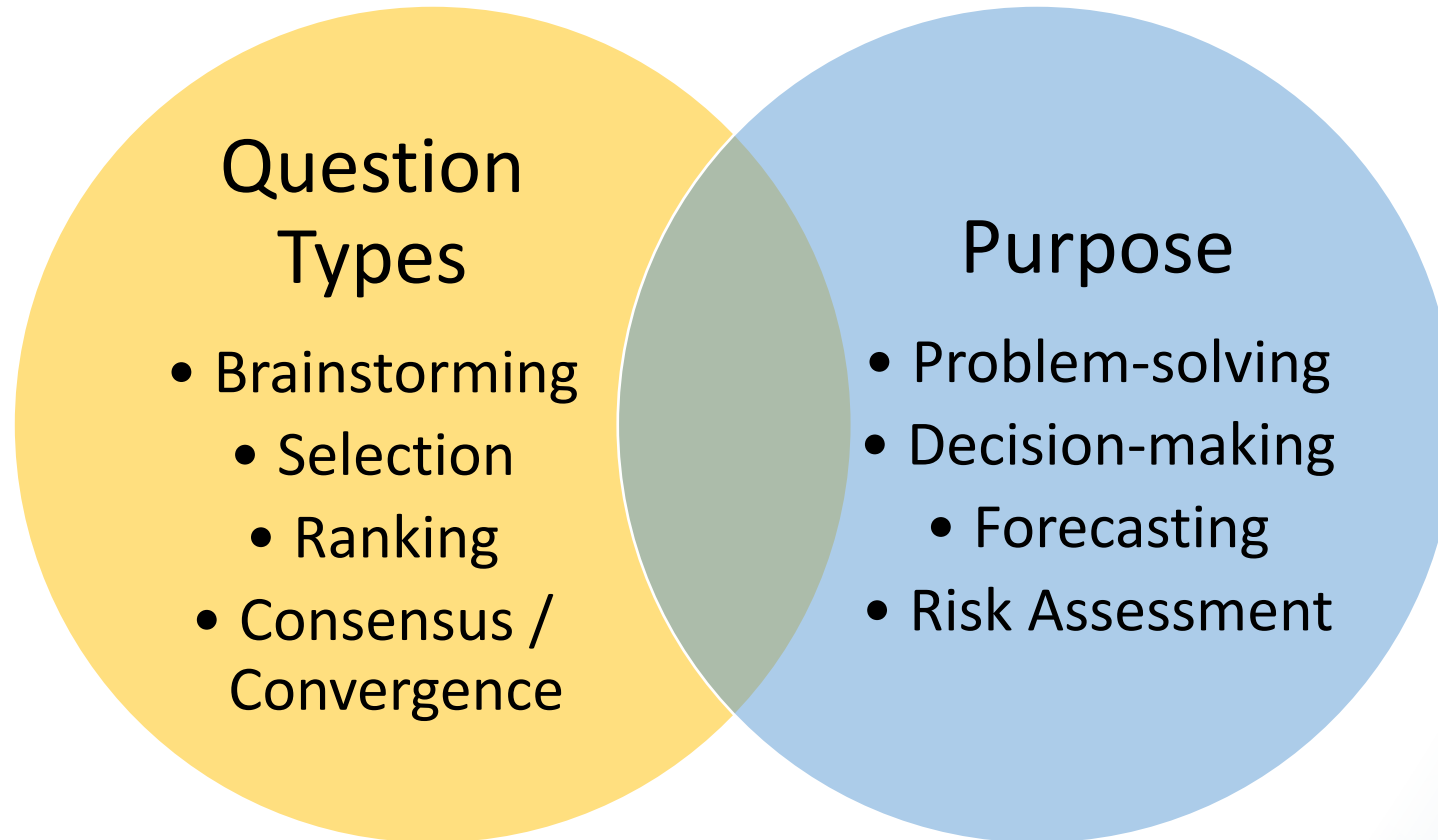 Question
Types
• Brainstorming
• Selection
• Ranking
• Consensus /
Convergence
Purpose
• Problem-solving
• Decision-making
• Forecasting
• Risk Assessment